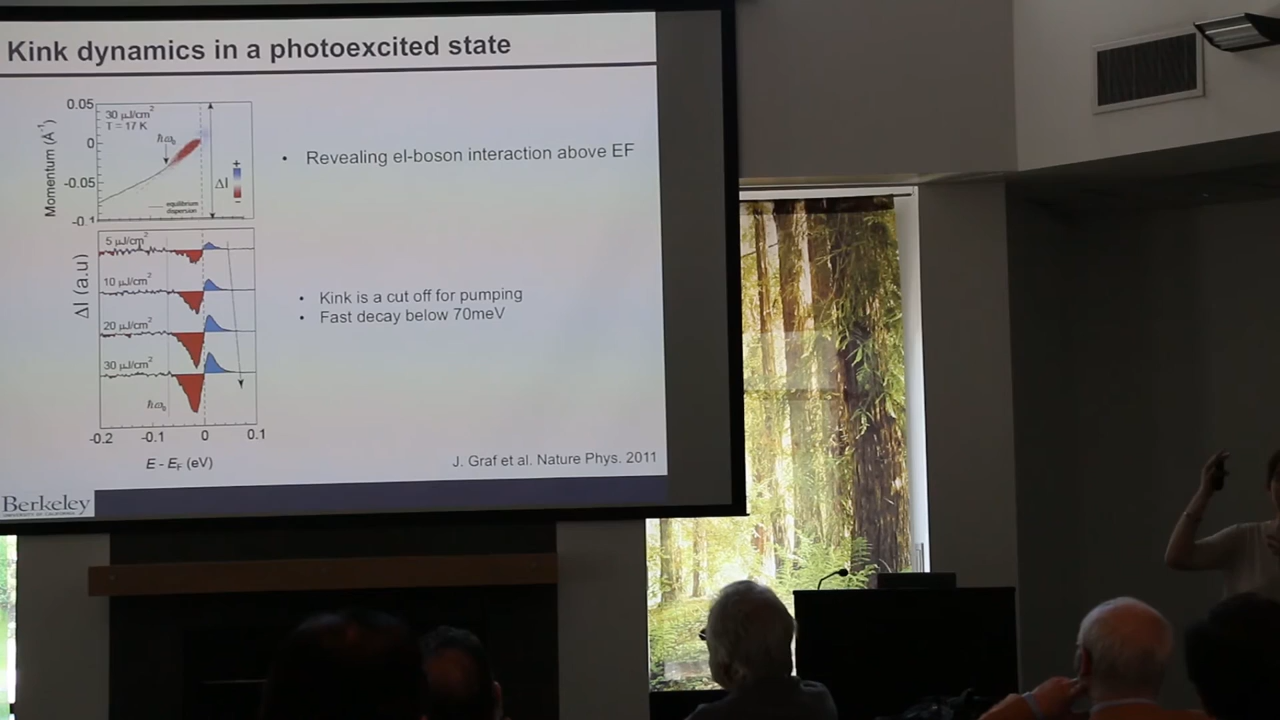 Kink dynamics in a photoexcited state
0.05
0
-0.05
-0.1
Momentum (Å⁻¹)
30 µJ/cm²
T = 17 K
ħω₀
+
ΔI
-
equilibrium
dispersion
• Revealing el-boson interaction above EF
5 µJ/cm²
10 µJ/cm²
20 µJ/cm²
30 µJ/cm²
ħω₀
ΔI (a.u)
-0.2 -0.1 0 0.1
E - EF (eV)
• Kink is a cut off for pumping
• Fast decay below 70meV
J. Graf et al. Nature Phys. 2011
Berkeley
UNIVERSITY OF CALIFORNIA